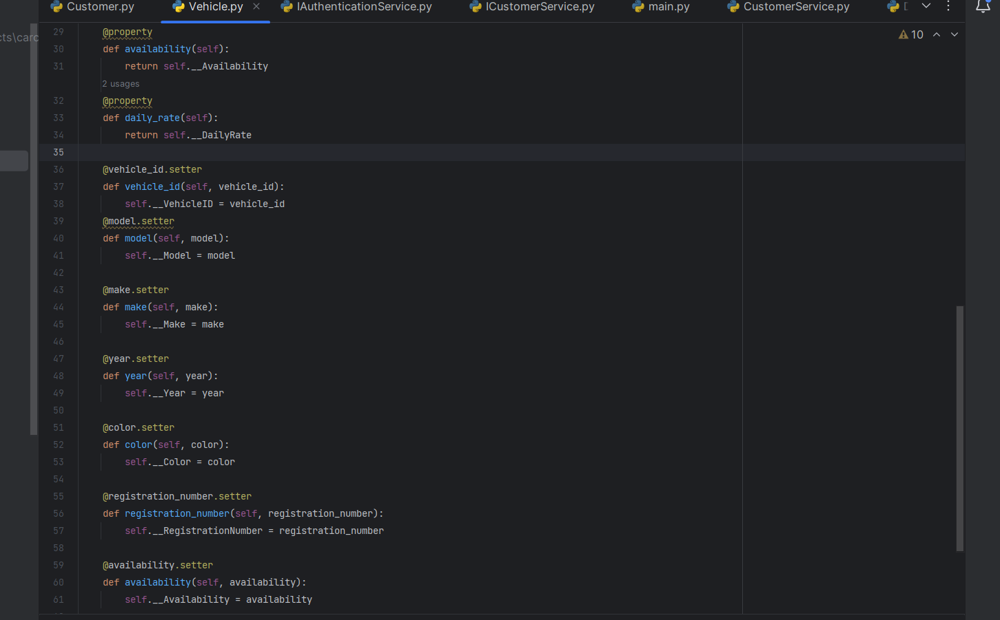 Customer.py Vehicle.py IAuthenticationService.py ICustomerService.py main.py CustomerService.py
cts\carc
10
29 @property
30 def availability(self):
31 return self.__Availability
2 usages
32 @property
33 def daily_rate(self):
34 return self.__DailyRate
35
36 @vehicle_id.setter
37 def vehicle_id(self, vehicle_id):
38 self.__VehicleID = vehicle_id
39 @model.setter
40 def model(self, model):
41 self.__Model = model
42
43 @make.setter
44 def make(self, make):
45 self.__Make = make
46
47 @year.setter
48 def year(self, year):
49 self.__Year = year
50
51 @color.setter
52 def color(self, color):
53 self.__Color = color
54
55 @registration_number.setter
56 def registration_number(self, registration_number):
57 self.__RegistrationNumber = registration_number
58
59 @availability.setter
60 def availability(self, availability):
61 self.__Availability = availability